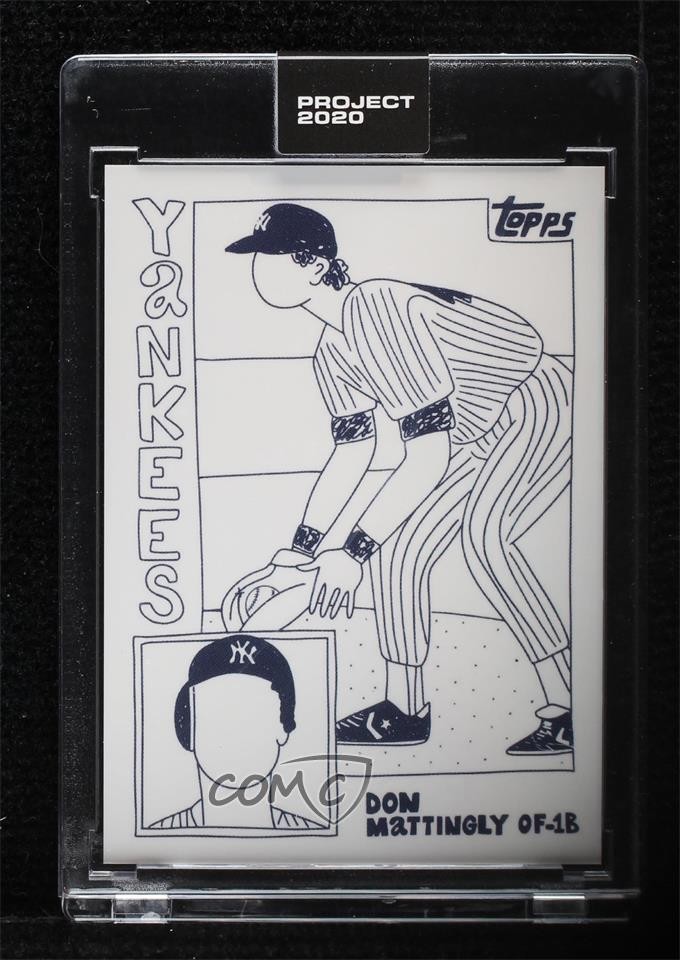 PROJECT
2020
topps
YaNKEES
NY
NY
COMC
DON
MaTTINGLY OF-1B